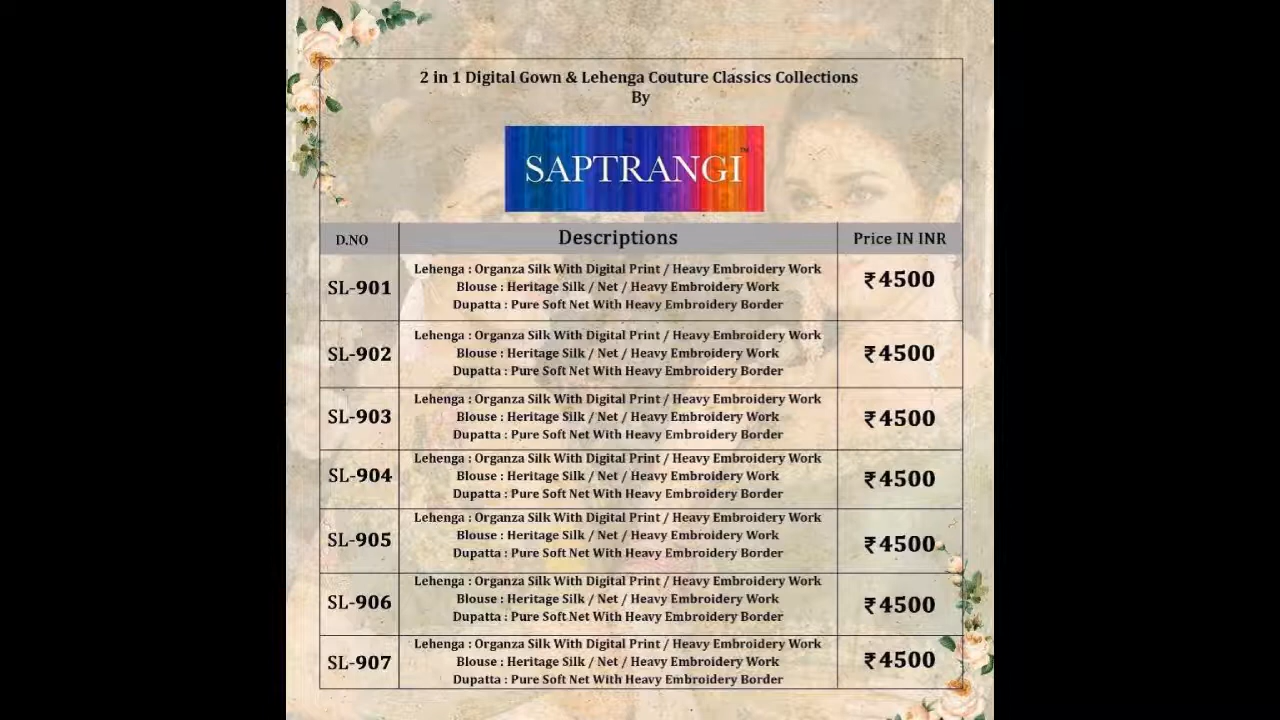 2 in 1 Digital Gown & Lehenga Couture Classics Collections
By
SAPTRANGI™
D.NO Descriptions Price IN INR
Lehenga : Organza Silk With Digital Print / Heavy Embroidery Work
SL-901 Blouse : Heritage Silk / Net / Heavy Embroidery Work ₹4500
Dupatta : Pure Soft Net With Heavy Embroidery Border
Lehenga : Organza Silk With Digital Print / Heavy Embroidery Work
SL-902 Blouse : Heritage Silk / Net / Heavy Embroidery Work ₹4500
Dupatta : Pure Soft Net With Heavy Embroidery Border
Lehenga : Organza Silk With Digital Print / Heavy Embroidery Work
SL-903 Blouse : Heritage Silk / Net / Heavy Embroidery Work ₹4500
Dupatta : Pure Soft Net With Heavy Embroidery Border
Lehenga : Organza Silk With Digital Print / Heavy Embroidery Work
SL-904 Blouse : Heritage Silk / Net / Heavy Embroidery Work ₹4500
Dupatta : Pure Soft Net With Heavy Embroidery Border
Lehenga : Organza Silk With Digital Print / Heavy Embroidery Work
SL-905 Blouse : Heritage Silk / Net / Heavy Embroidery Work ₹4500
Dupatta : Pure Soft Net With Heavy Embroidery Border
Lehenga : Organza Silk With Digital Print / Heavy Embroidery Work
SL-906 Blouse : Heritage Silk / Net / Heavy Embroidery Work ₹4500
Dupatta : Pure Soft Net With Heavy Embroidery Border
Lehenga : Organza Silk With Digital Print / Heavy Embroidery Work
SL-907 Blouse : Heritage Silk / Net / Heavy Embroidery Work ₹4500
Dupatta : Pure Soft Net With Heavy Embroidery Border